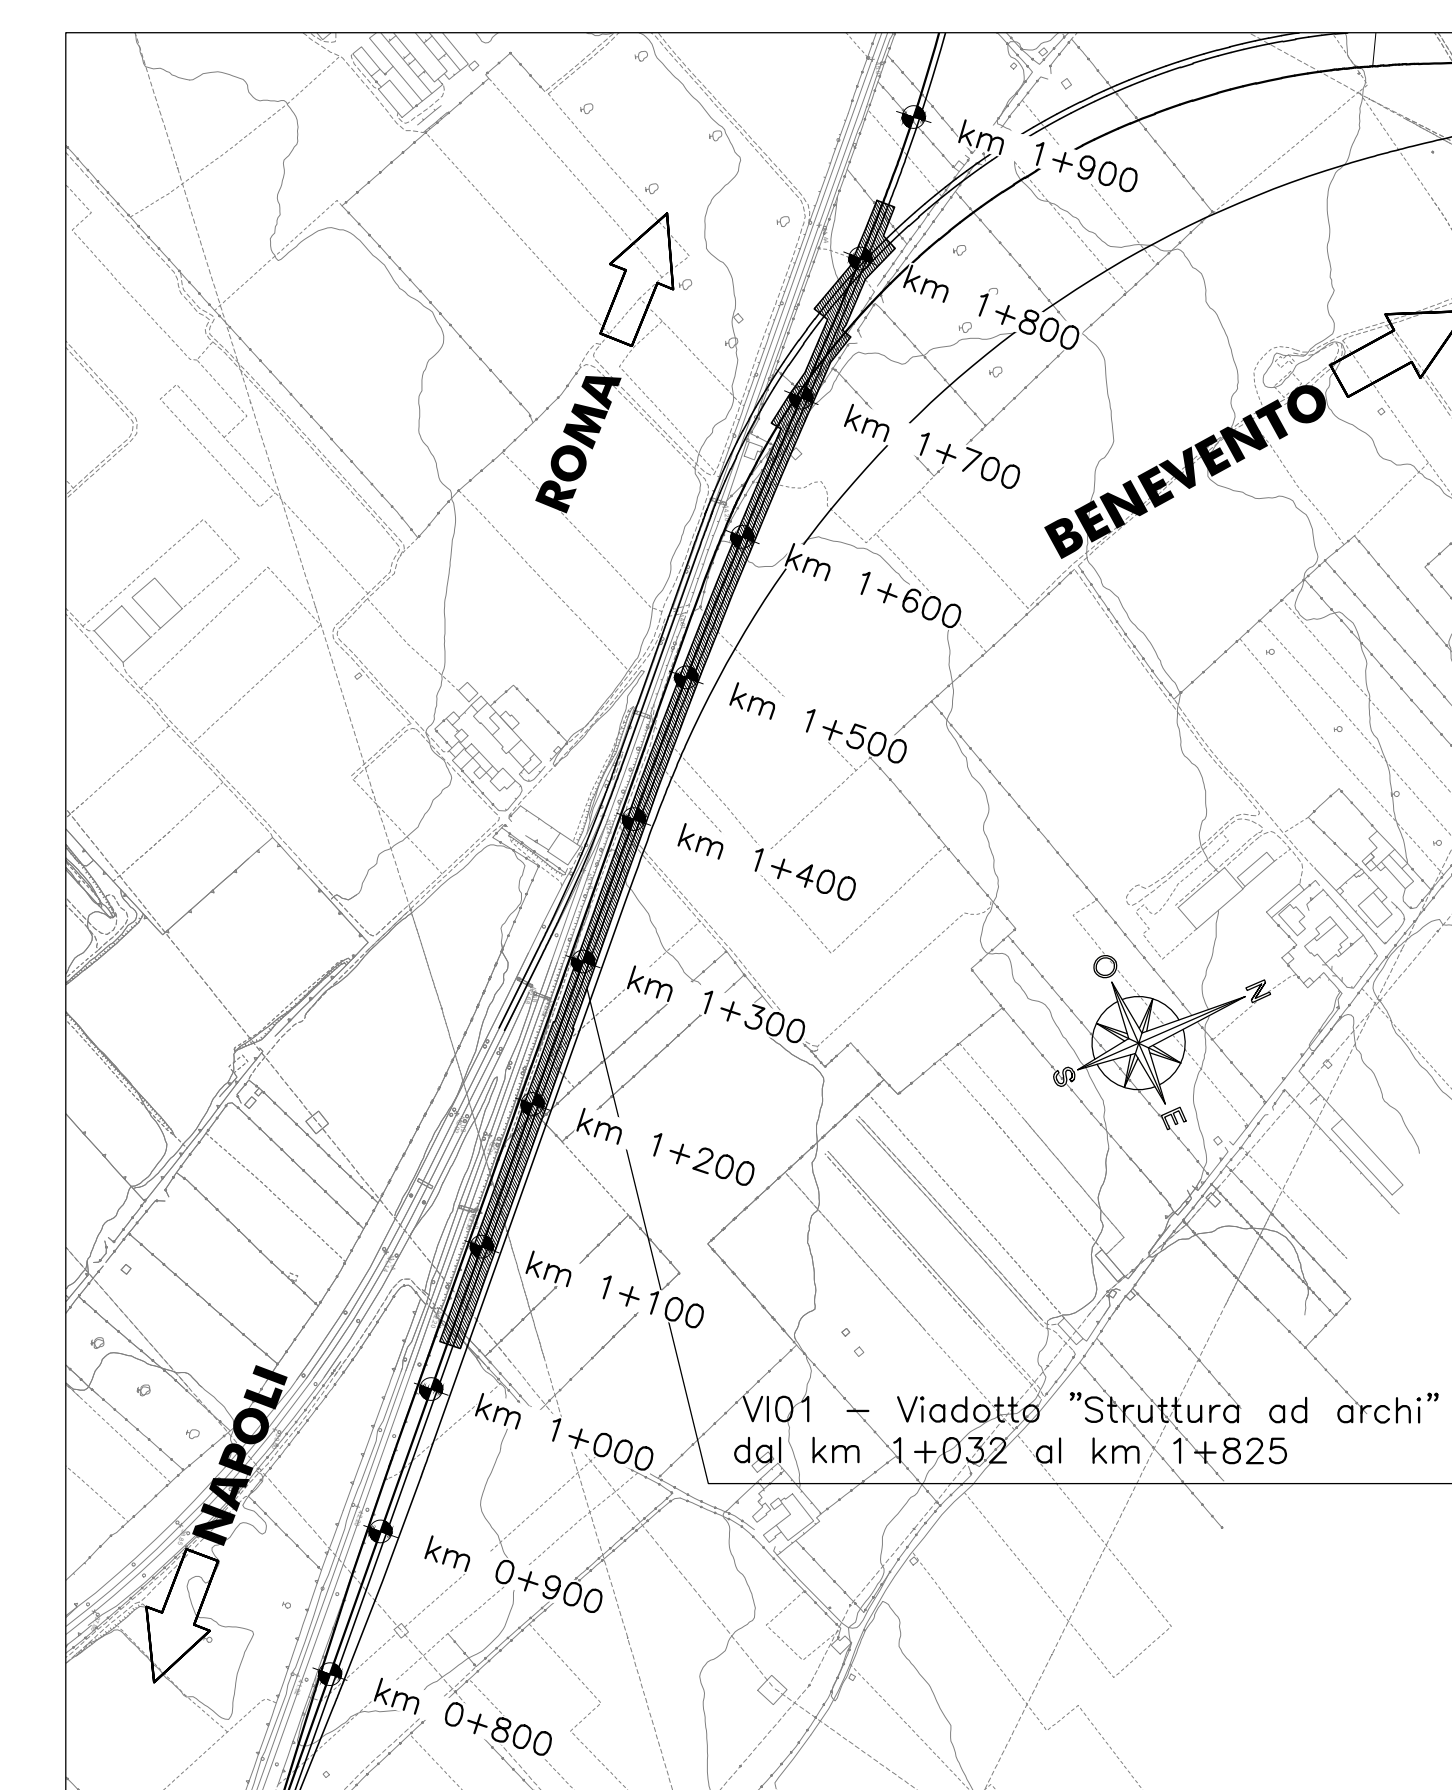 km 1+900
km 1+800
ROMA
km 1+700
BENEVENTO
km 1+600
km 1+500
km 1+400
km 1+300
O
N
S
E
km 1+200
km 1+100
NAPOLI
km 1+000
VI01 – Viadotto "Struttura ad archi"
dal km 1+032 al km 1+825
km 0+900
km 0+800